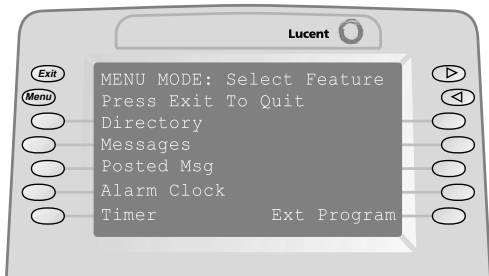 Lucent
Exit
Menu
MENU MODE: Select Feature
Press Exit To Quit
Directory
Messages
Posted Msg
Alarm Clock
Timer Ext Program